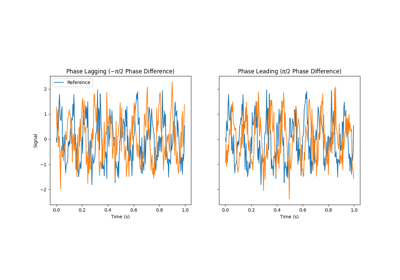 Phase Lagging (−π/2 Phase Difference)
Phase Leading (π/2 Phase Difference)
Reference
Signal
2
1
0
−1
−2
0.0 0.2 0.4 0.6 0.8 1.0
0.0 0.2 0.4 0.6 0.8 1.0
Time (s)
Time (s)